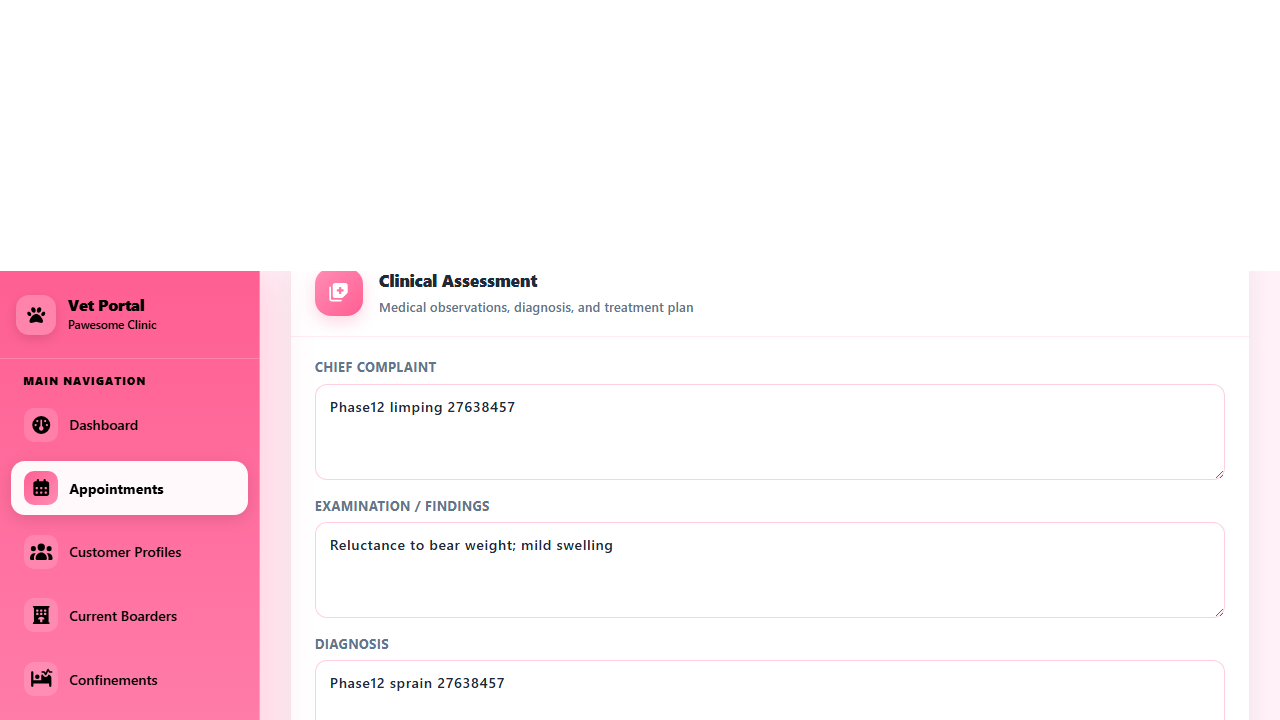 Vet Portal
Pawesome Clinic
MAIN NAVIGATION
Dashboard
Appointments
Customer Profiles
Current Boarders
Confinements
Clinical Assessment
Medical observations, diagnosis, and treatment plan
CHIEF COMPLAINT
Phase12 limping 27638457
EXAMINATION / FINDINGS
Reluctance to bear weight; mild swelling
DIAGNOSIS
Phase12 sprain 27638457